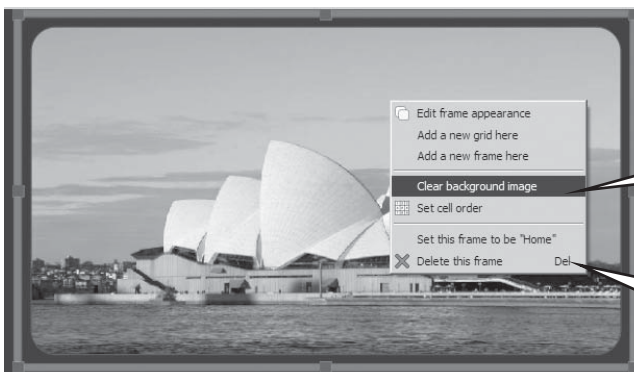 Edit frame appearance
Add a new grid here
Add a new frame here
Clear background image
Set cell order
Set this frame to be "Home"
Delete this frame Del